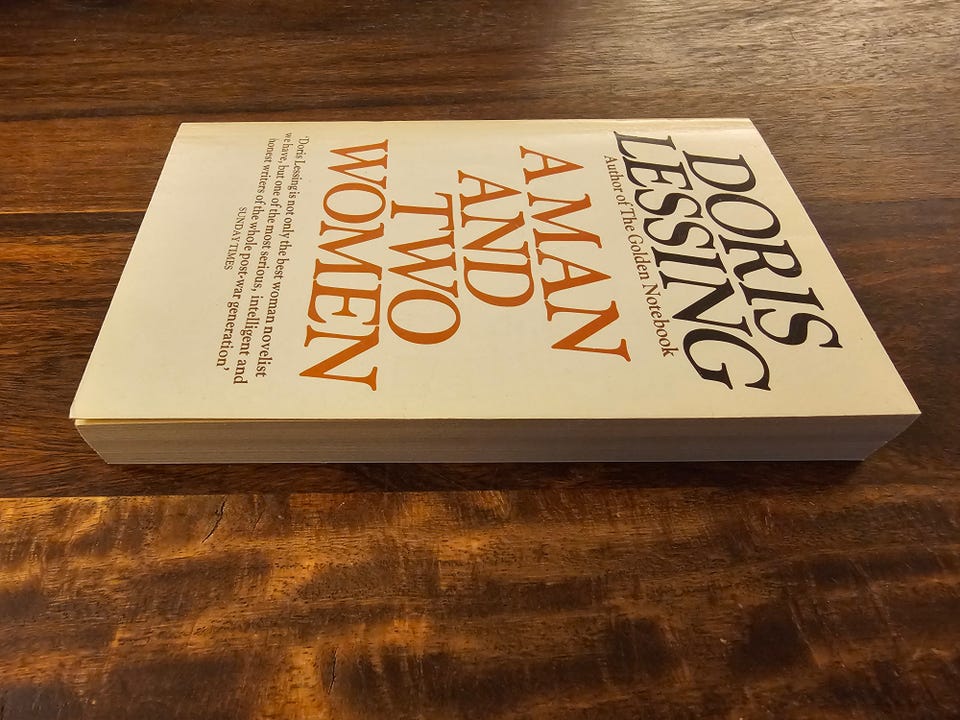 DORIS
LESSING
Author of The Golden Notebook
A MAN
AND
TWO
WOMEN
'Doris Lessing is not only the best woman novelist
we have, but one of the most serious, intelligent and
honest writers of the whole post-war generation'
SUNDAY TIMES